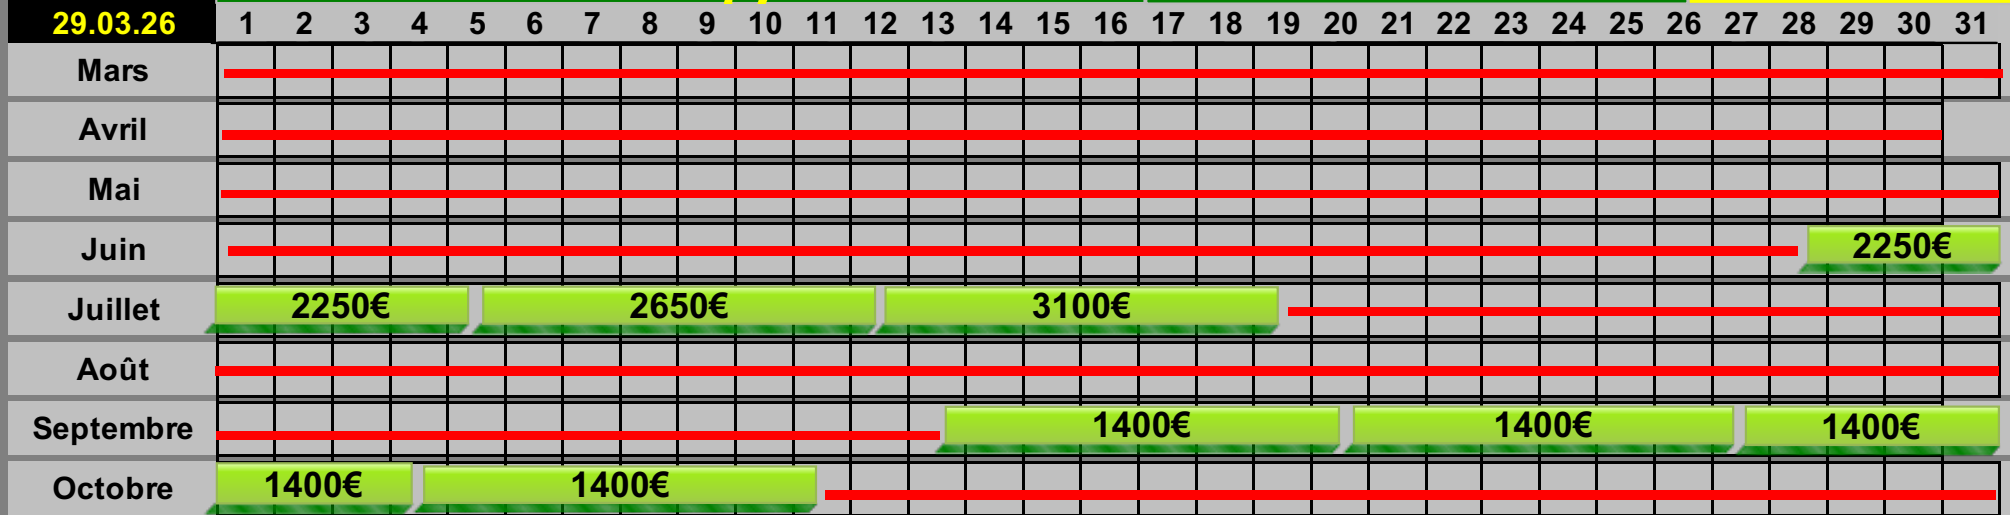 29.03.26 1 2 3 4 5 6 7 8 9 10 11 12 13 14 15 16 17 18 19 20 21 22 23 24 25 26 27 28 29 30 31
Mars
Avril
Mai
Juin 2250€
Juillet 2250€ 2650€ 3100€
Août
Septembre 1400€ 1400€ 1400€
Octobre 1400€ 1400€